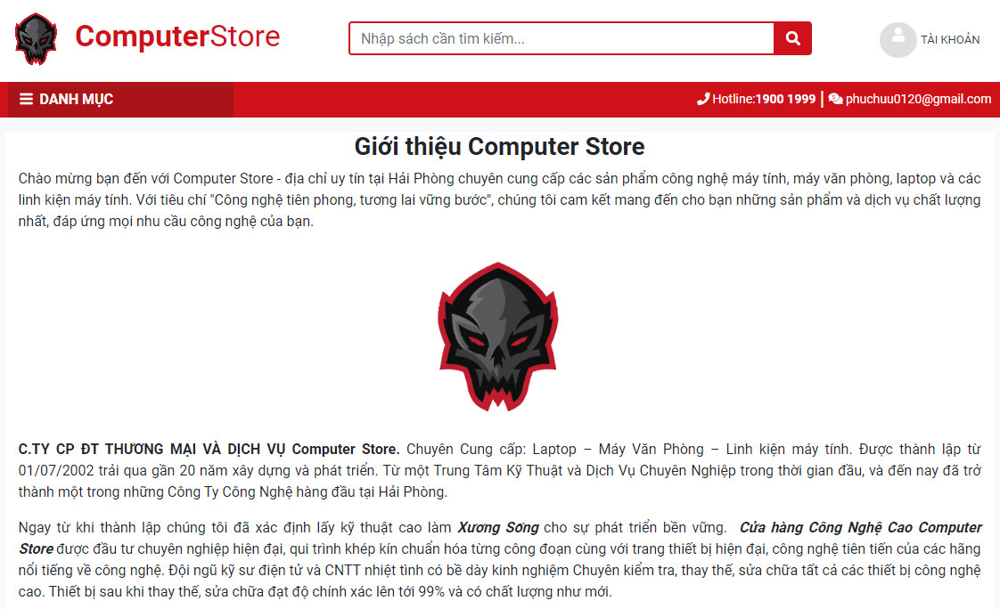 ComputerStore
Nhập sách cần tìm kiếm...
TÀI KHOẢN
DANH MỤC
Hotline:1900 1999 | phuchuu0120@gmail.com
Giới thiệu Computer Store
Chào mừng bạn đến với Computer Store - địa chỉ uy tín tại Hải Phòng chuyên cung cấp các sản phẩm công nghệ máy tính, máy văn phòng, laptop và các
linh kiện máy tính. Với tiêu chí "Công nghệ tiên phong, tương lai vững bước", chúng tôi cam kết mang đến cho bạn những sản phẩm và dịch vụ chất lượng
nhất, đáp ứng mọi nhu cầu công nghệ của bạn.
C.TY CP ĐT THƯƠNG MẠI VÀ DỊCH VỤ Computer Store. Chuyên Cung cấp: Laptop – Máy Văn Phòng – Linh kiện máy tính. Được thành lập từ
01/07/2002 trải qua gần 20 năm xây dựng và phát triển. Từ một Trung Tâm Kỹ Thuật và Dịch Vụ Chuyên Nghiệp trong thời gian đầu, và đến nay đã trở
thành một trong những Công Ty Công Nghệ hàng đầu tại Hải Phòng.
Ngay từ khi thành lập chúng tôi đã xác định lấy kỹ thuật cao làm Xương Sống cho sự phát triển bền vững. Cửa hàng Công Nghệ Cao Computer
Store được đầu tư chuyên nghiệp hiện đại, qui trình khép kín chuẩn hóa từng công đoạn cùng với trang thiết bị hiện đại, công nghệ tiên tiến của các hãng
nổi tiếng về công nghệ. Đội ngũ kỹ sư điện tử và CNTT nhiệt tình có bề dày kinh nghiệm Chuyên kiểm tra, thay thế, sửa chữa tất cả các thiết bị công nghệ
cao. Thiết bị sau khi thay thế, sửa chữa đạt độ chính xác lên tới 99% và có chất lượng như mới.